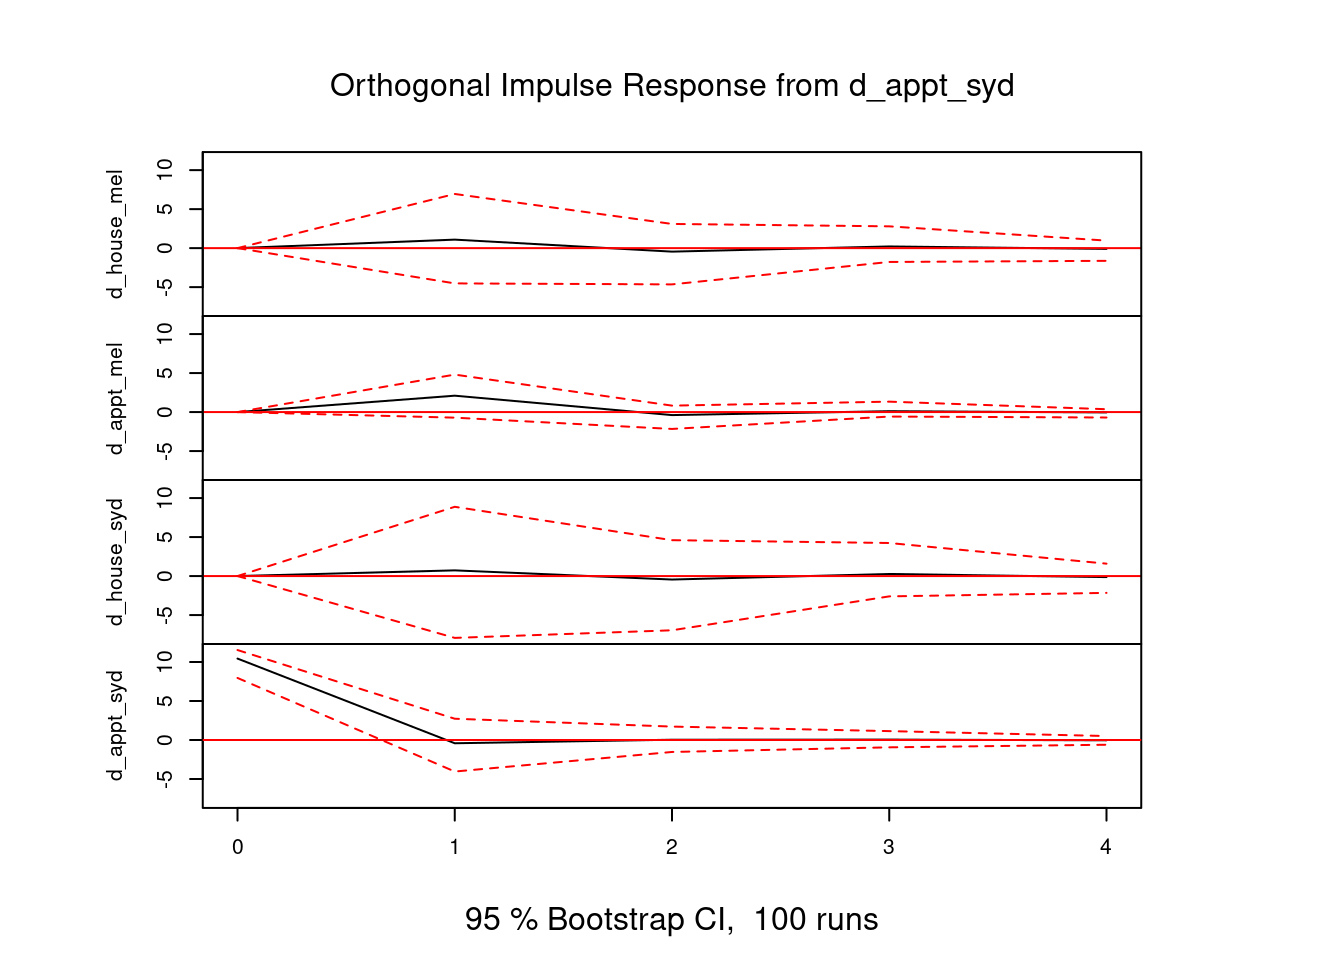 Orthogonal Impulse Response from d_appt_syd
d_house_mel
10
5
0
-5
d_appt_mel
10
5
0
-5
d_house_syd
10
5
0
-5
d_appt_syd
10
5
0
-5
0 1 2 3 4
95 % Bootstrap CI,  100 runs